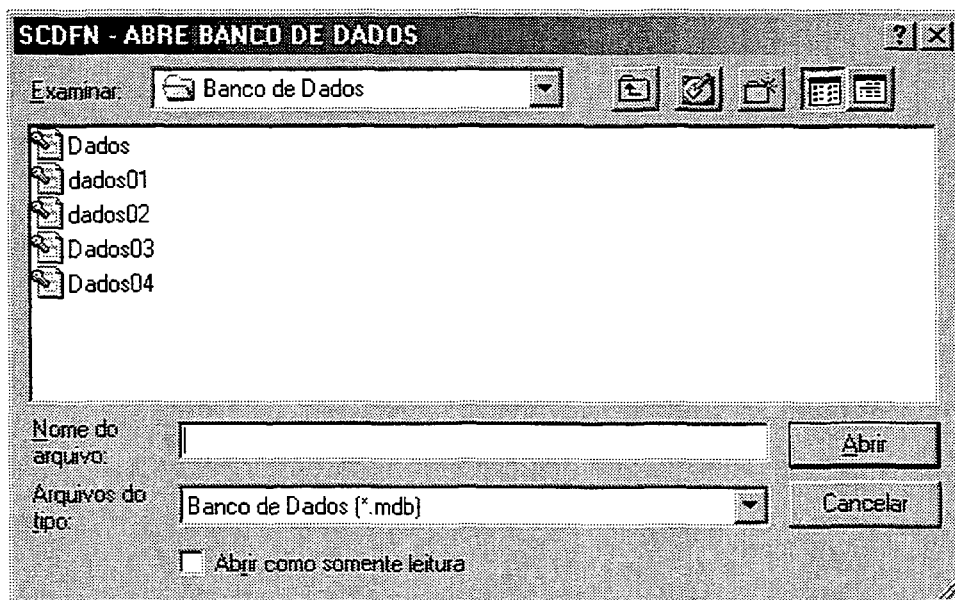 SCDFN - ABRE BANCO DE DADOS
Examinar: Banco de Dados
Dados
dados01
dados02
Dados03
Dados04
Nome do
arquivo:
Abrir
Arquivos do
tipo:
Banco de Dados (*.mdb)
Cancelar
Abrir como somente leitura